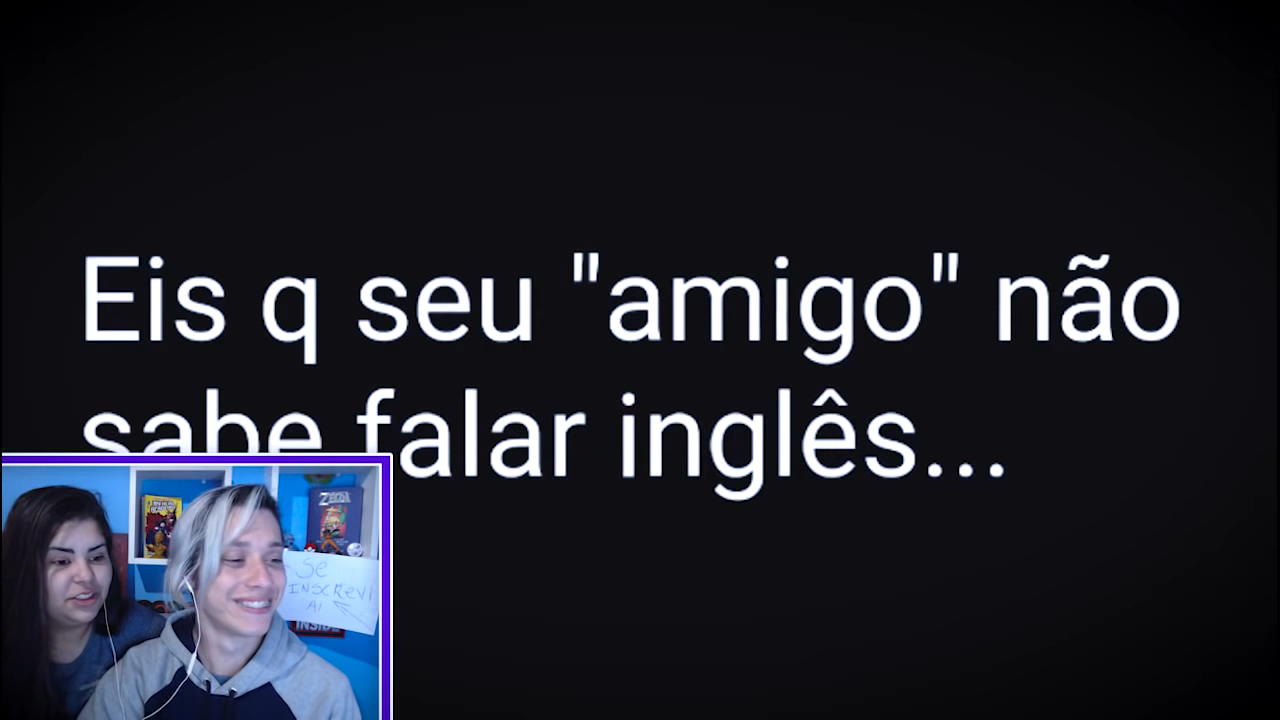 Eis q seu "amigo" não
sabe falar inglês...
ZELDA
Se
INSCREVI
AI